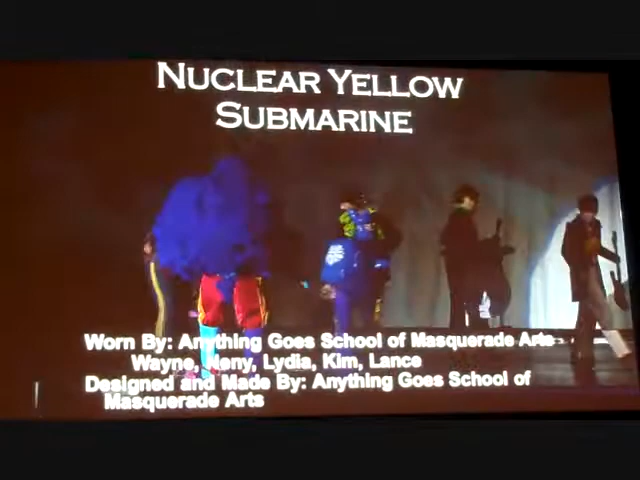 NUCLEAR YELLOW
SUBMARINE
Worn By: Anything Goes School of Masquerade Arts
Wayne, Neny, Lydia, Kim, Lance
Designed and Made By: Anything Goes School of
Masquerade Arts